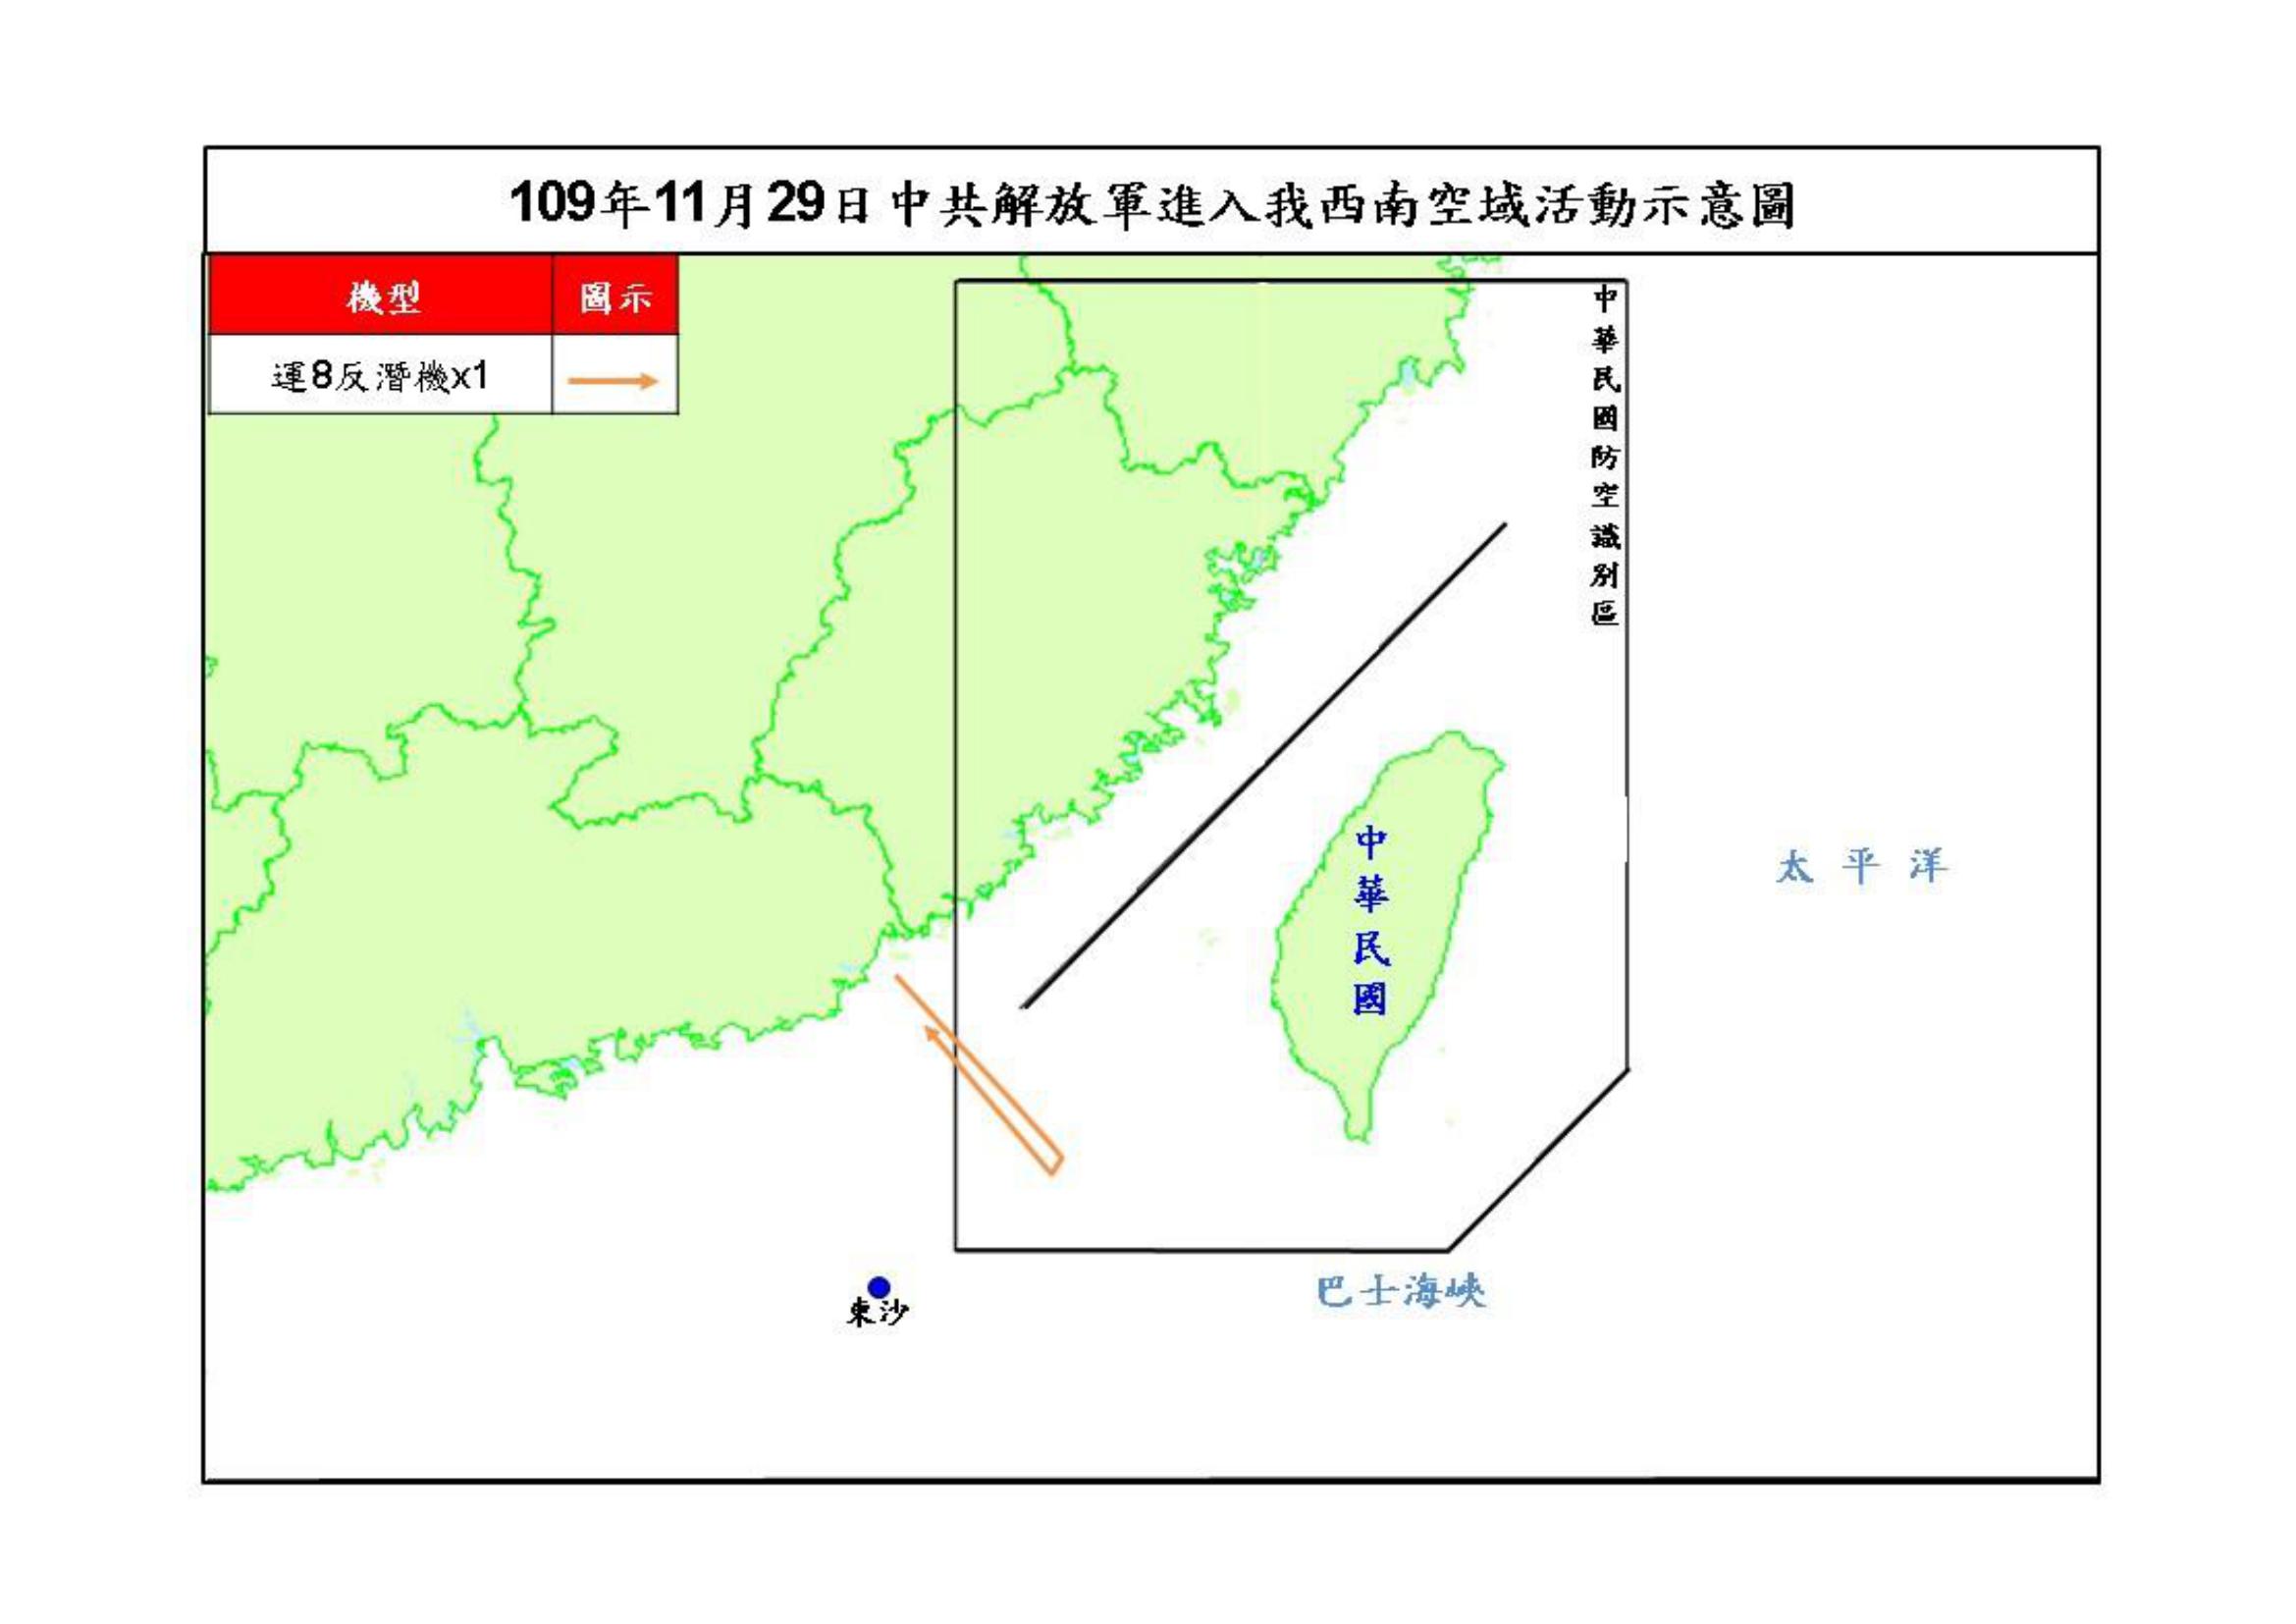 109年11月29日中共解放軍進入我西南空域活動示意圖
機型
圖示
運8反潛機x1
中華民國防空識別區
中華民國
太平洋
巴士海峽
東沙